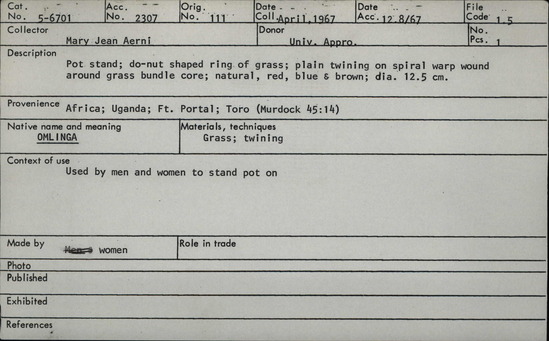 Cat. Acc. Orig. Date Date File
No. 5-6701 No. 2307 No. 111 Coll. April, 1967 Acc. 12/8/67 Code 1.5
Collector Donor No.
Mary Jean Aerni Univ. Appro. Pcs. 1
Description
Pot stand; do-nut shaped ring of grass; plain twining on spiral warp wound
around grass bundle core; natural, red, blue & brown; dia. 12.5 cm.
Provenience Africa; Uganda; Ft. Portal; Toro (Murdock 45:14)
Native name and meaning Materials, techniques
OMLINGA Grass; twining
Context of use
Used by men and women to stand pot on
Made by women Role in trade
Photo
Published
Exhibited
References